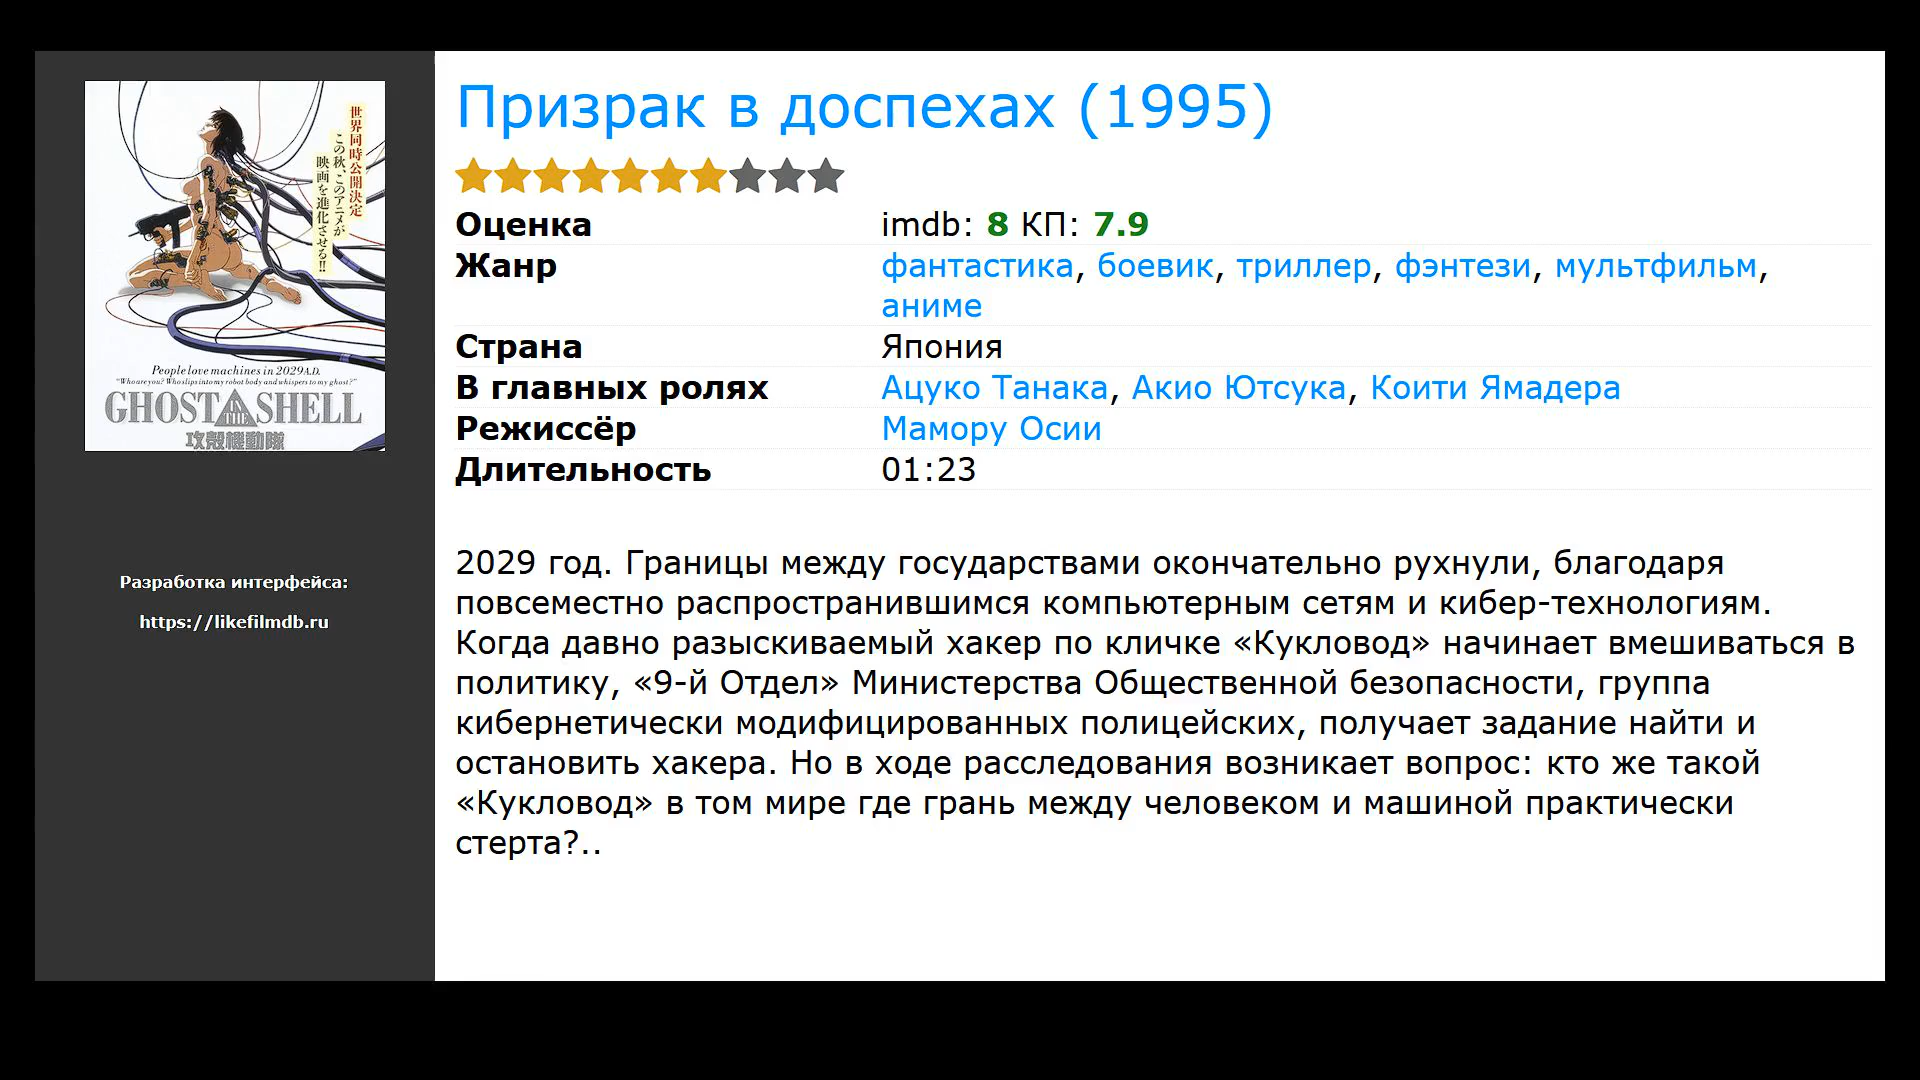 世界同時公開決定
この秋、このアニメが
映画を進化させる!!
People love machines in 2029 A.D.
"Who are you? Who slips into my robot body and whispers to my ghost?"
GHOST IN THE SHELL
攻殻機動隊
Разработка интерфейса:
https://likefilmdb.ru
Призрак в доспехах (1995)
Оценка imdb: 8 КП: 7.9
Жанр фантастика, боевик, триллер, фэнтези, мультфильм,
аниме
Страна Япония
В главных ролях Ацуко Танака, Акио Ютсука, Коити Ямадера
Режиссёр Мамору Осии
Длительность 01:23
2029 год. Границы между государствами окончательно рухнули, благодаря
повсеместно распространившимся компьютерным сетям и кибер-технологиям.
Когда давно разыскиваемый хакер по кличке «Кукловод» начинает вмешиваться в
политику, «9-й Отдел» Министерства Общественной безопасности, группа
кибернетически модифицированных полицейских, получает задание найти и
остановить хакера. Но в ходе расследования возникает вопрос: кто же такой
«Кукловод» в том мире где грань между человеком и машиной практически
стерта?..